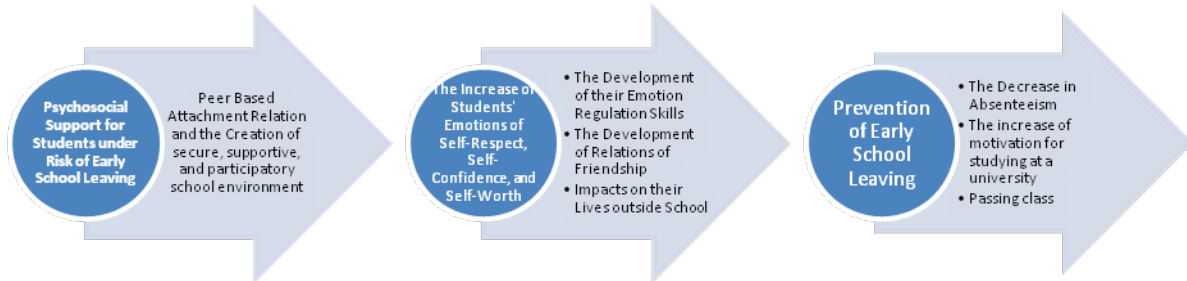 Psychosocial
Support for
Students under
Risk of Early
School Leaving
Peer Based
Attachment Relation
and the Creation of
secure, supportive,
and participatory
school environment
The Increase of
Students'
Emotions of
Self-Respect,
Self-
Confidence, and
Self-Worth
• The Development
of their Emotion
Regulation Skills
• The Development
of Relations of
Friendship
• Impacts on their
Lives outside School
Prevention
of Early
School
Leaving
• The Decrease in
Absenteeism
• The increase of
motivation for
studying at a
university
• Passing class